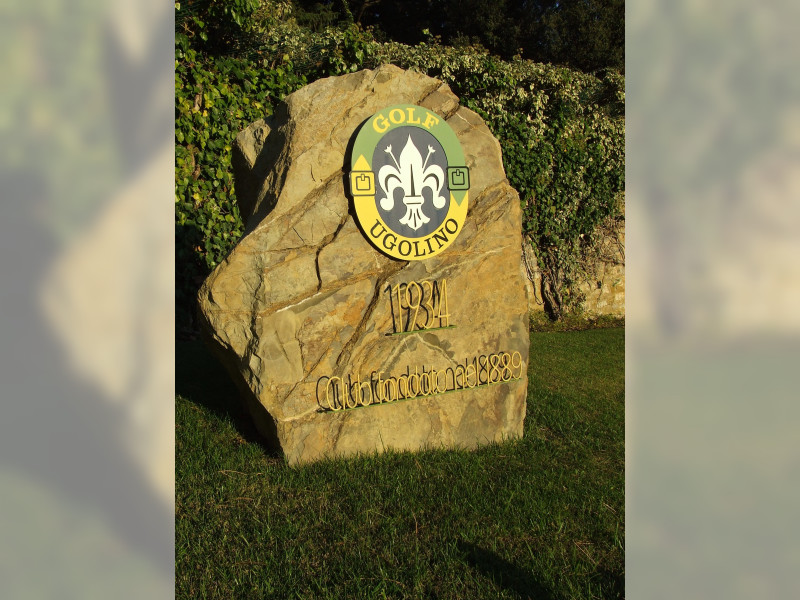 GOLF
UGOLINO
1934
Club fondato nel 1889